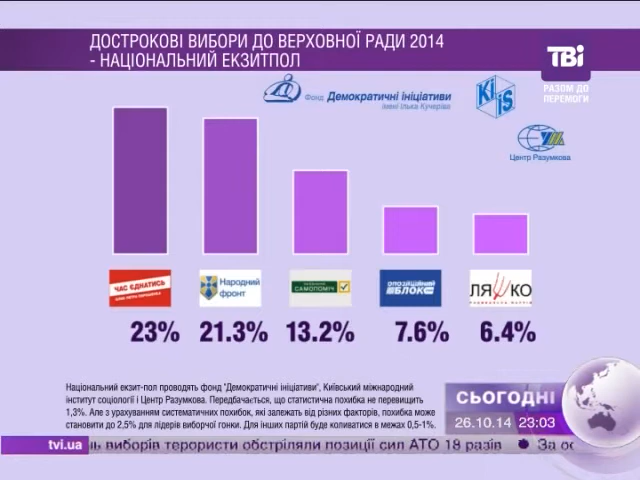 ДОСТРОКОВІ ВИБОРИ ДО ВЕРХОВНОЇ РАДИ 2014
- НАЦІОНАЛЬНИЙ ЕКЗИТПОЛ
ТВі
РАЗОМ ДО
ПЕРЕМОГИ
Фонд Демократичні ініціативи
імені Ілька Кучеріва
KIIS
Центр Разумкова
ЧАС ЄДНАТИСЬ
Народний
фронт
САМОПОМІЧ
ОПОЗИЦІЙНИЙ
БЛОК
ЛЯШКО
23% 21.3% 13.2% 7.6% 6.4%
Національний екзит-пол проводять фонд "Демократичні ініціативи", Київський міжнародний
інститут соціології і Центр Разумкова. Передбачається, що статистична похибка не перевищить
1,3%. Але з урахуванням систематичних похибок, які залежать від різних факторів, похибка може
становити до 2,5% для лідерів виборчої гонки. Для інших партій буде коливатися в межах 0,5-1%.
СЬОГОДНІ
26.10.14 23:03
tvi.ua нь виборів терористи обстріляли позиції сил АТО 18 разів За ос